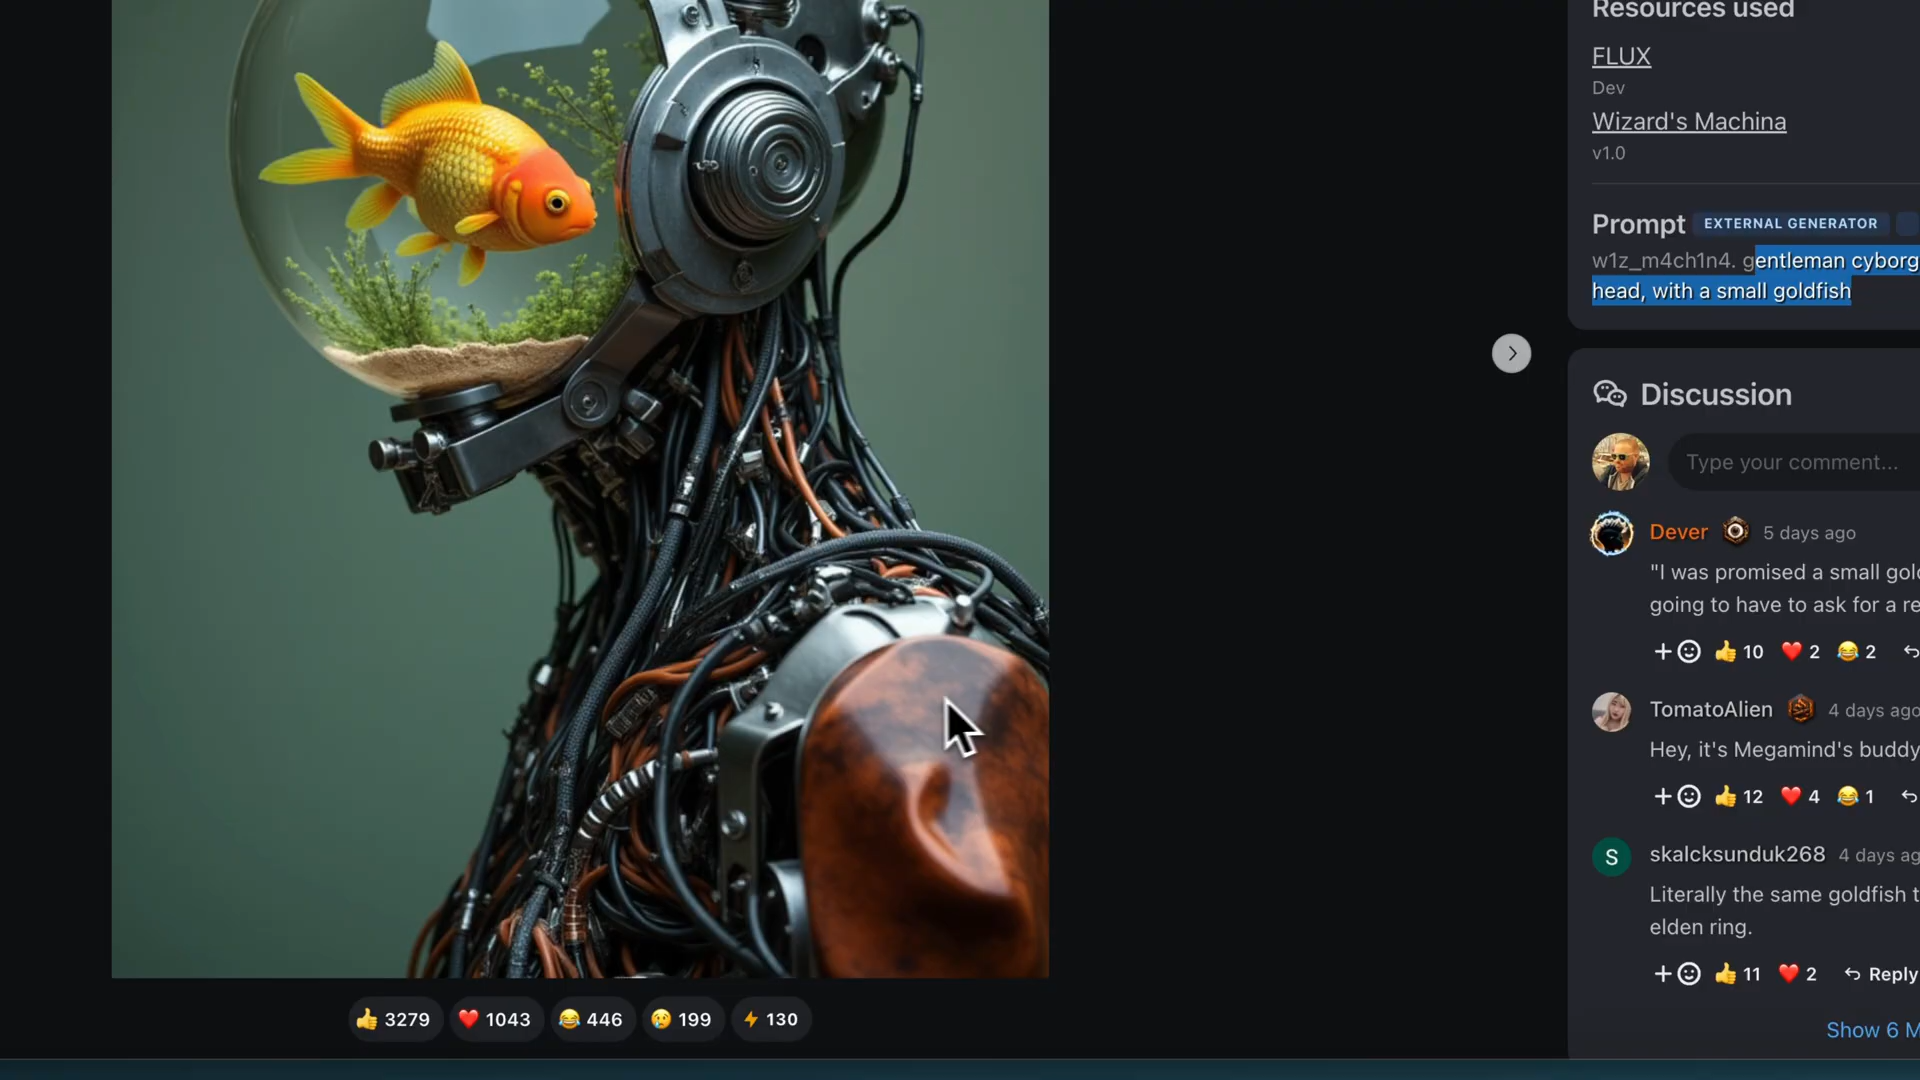 Resources used
FLUX
Dev
Wizard's Machina
v1.0
Prompt EXTERNAL GENERATOR
w1z_m4ch1n4. gentleman cyborg
head, with a small goldfish
Discussion
Type your comment...
Dever 5 days ago
"I was promised a small
going to have to ask for a
10 2 2
TomatoAlien 4 days ago
Hey, it's Megamind's buddy
12 4 1
S skalcksunduk268 4 days
Literally the same goldfish
elden ring.
11 2 Reply
Show 6
3279 1043 446 199 130